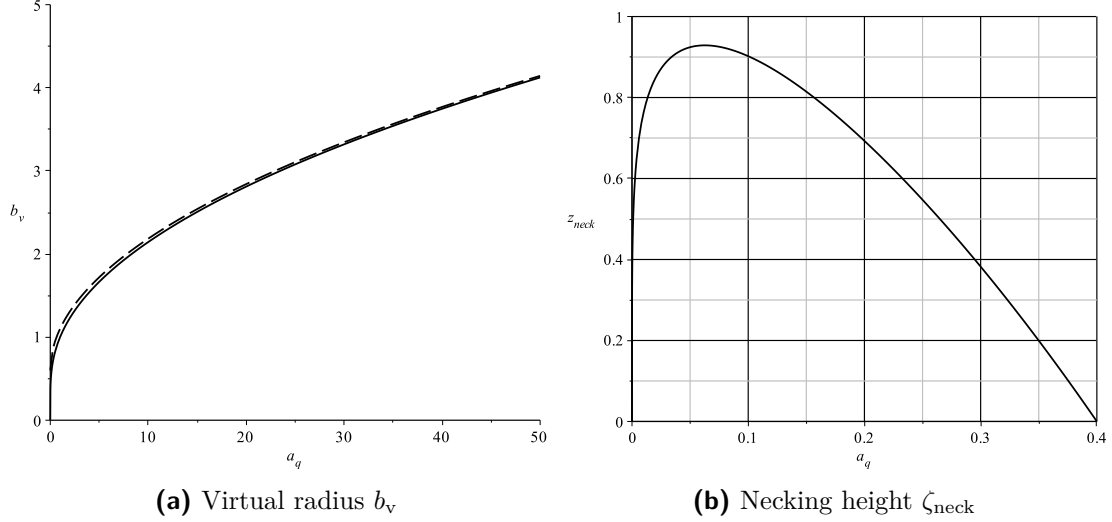 5
4
3
b_v
2
1
0
0 10 20 30 40 50
a_q
(a) Virtual radius b_v
1
0.8
0.6
z_neck
0.4
0.2
0
0 0.1 0.2 0.3 0.4
a_q
(b) Necking height ζ_neck